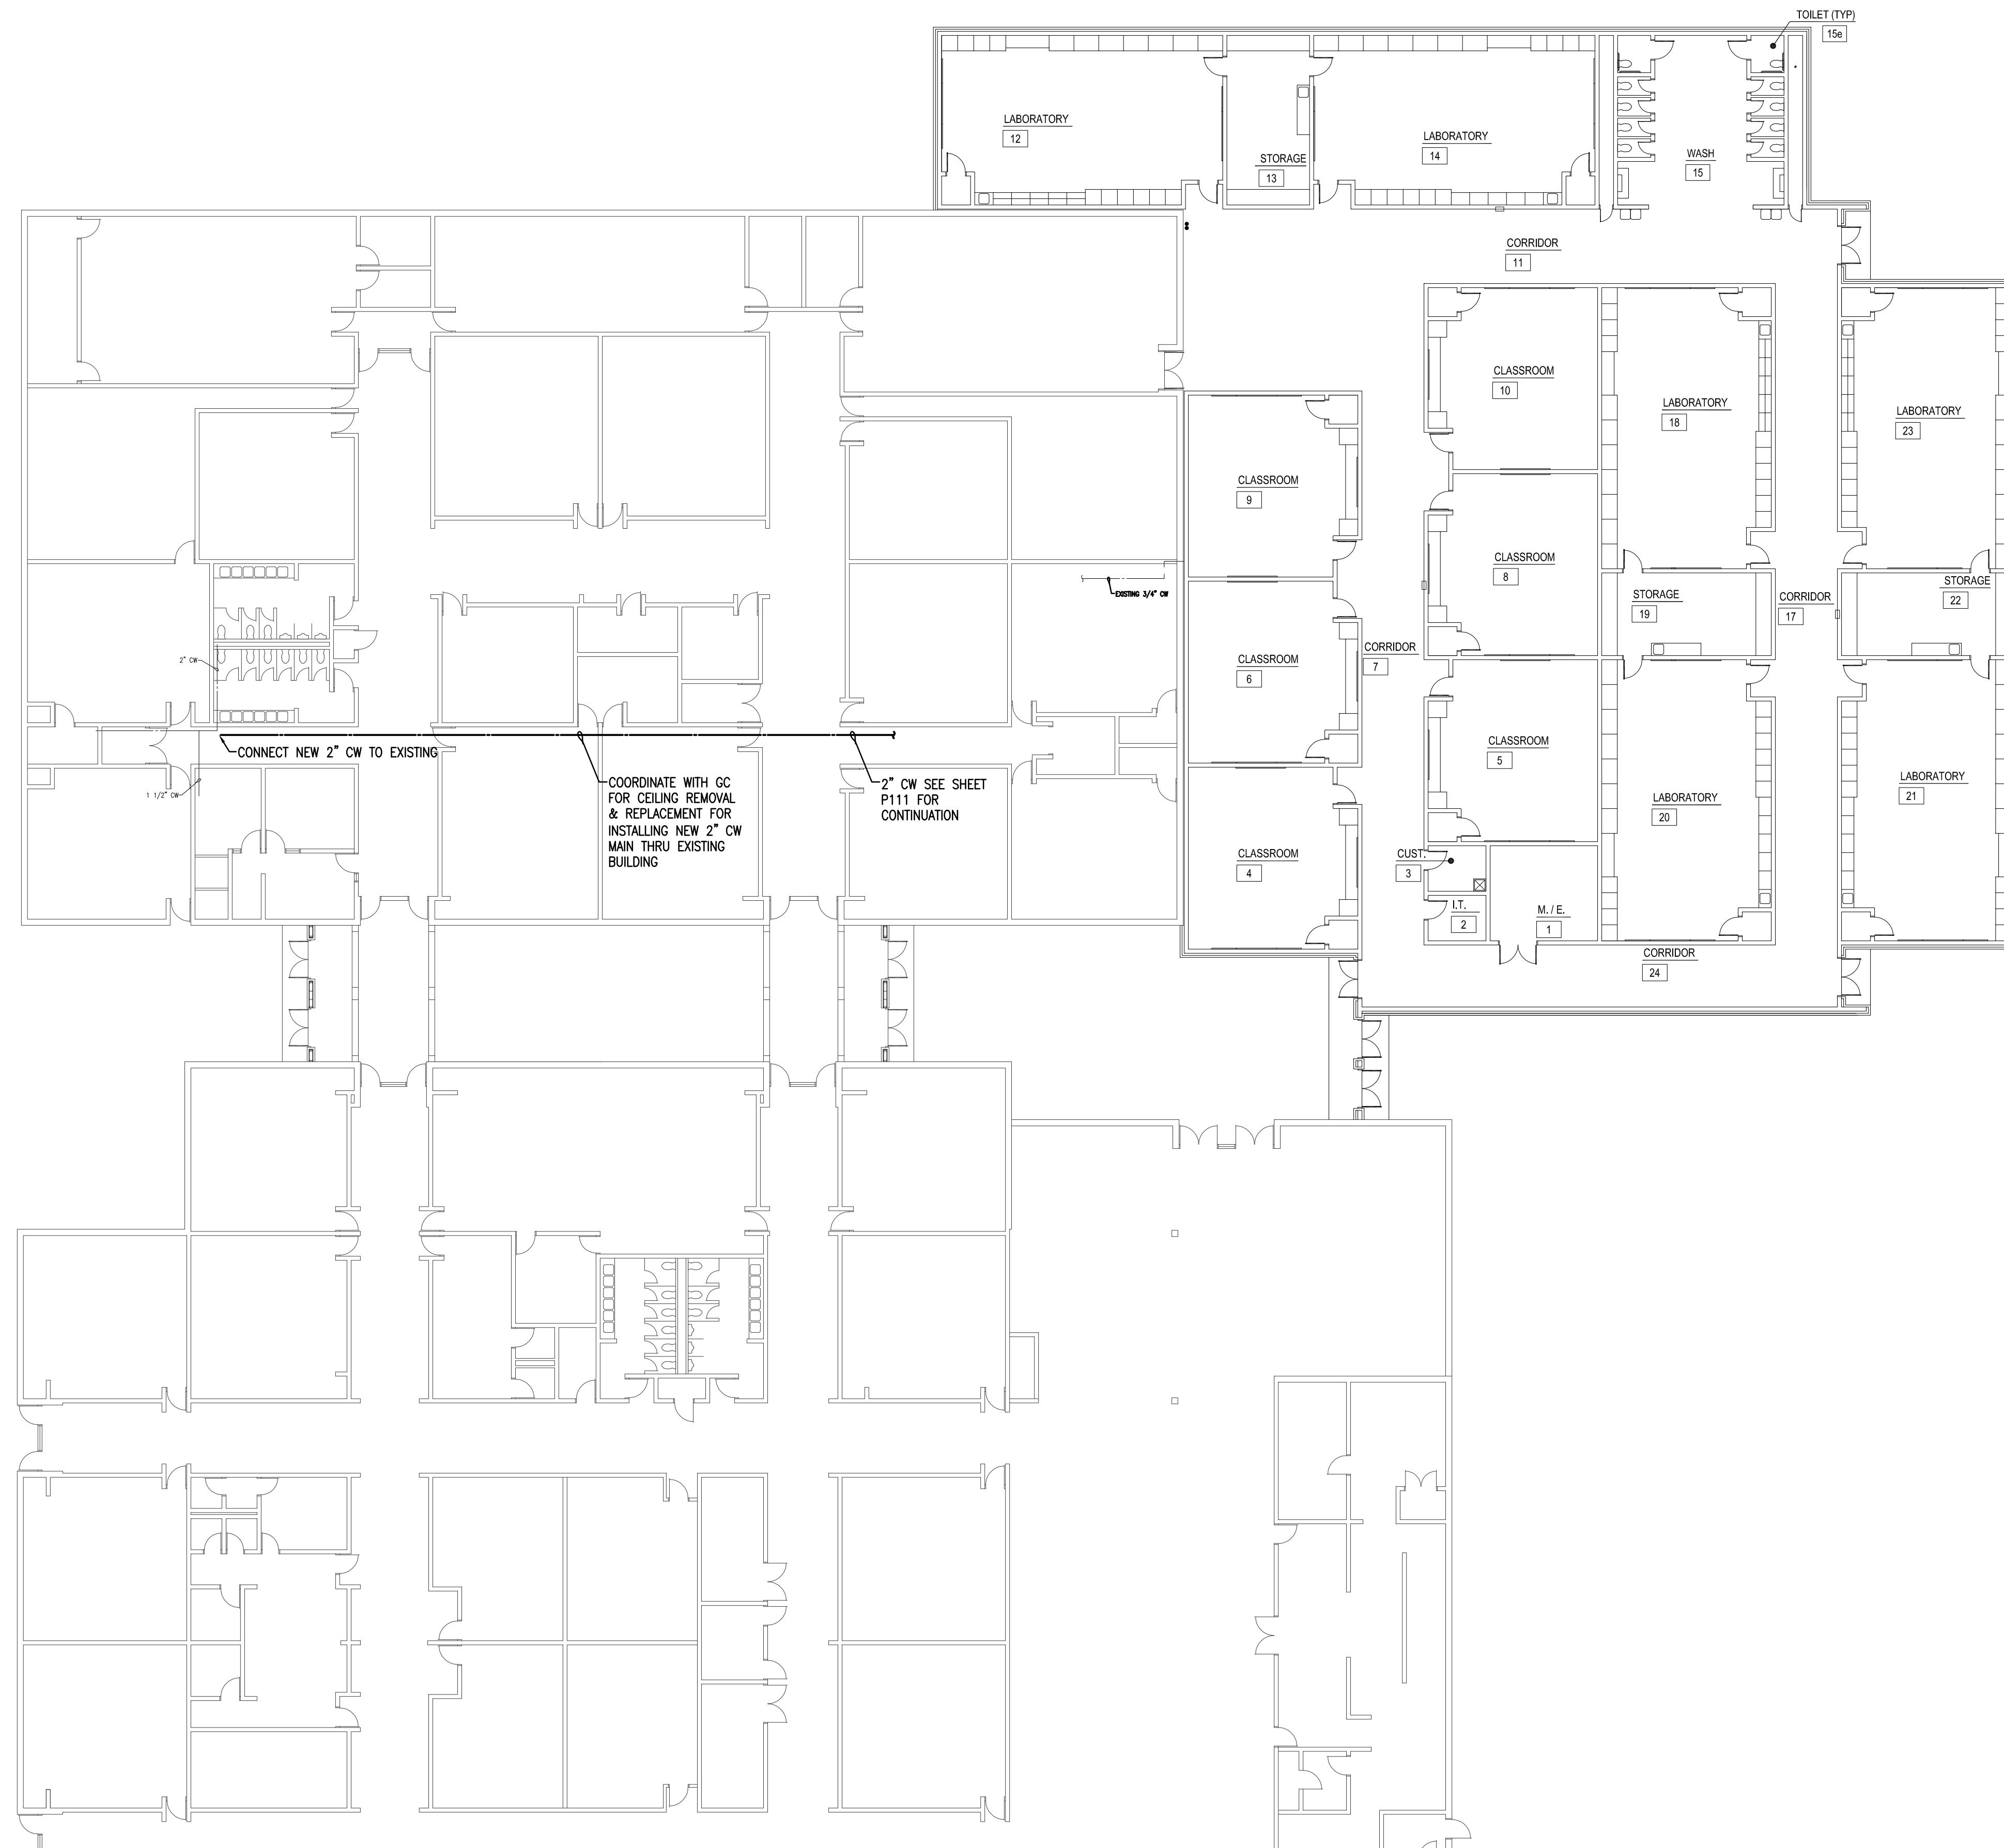 TOILET (TYP)
15e
LABORATORY
12
STORAGE
13
LABORATORY
14
WASH
15
CORRIDOR
11
CLASSROOM
10
LABORATORY
18
LABORATORY
23
CLASSROOM
9
CLASSROOM
8
EXISTING 3/4" CW
STORAGE
19
CORRIDOR
17
STORAGE
22
2" CW
CLASSROOM
6
CORRIDOR
7
CLASSROOM
5
LABORATORY
20
LABORATORY
21
CONNECT NEW 2" CW TO EXISTING
1 1/2" CW
COORDINATE WITH GC
FOR CEILING REMOVAL
& REPLACEMENT FOR
INSTALLING NEW 2" CW
MAIN THRU EXISTING
BUILDING
2" CW SEE SHEET
P111 FOR
CONTINUATION
CLASSROOM
4
CUST.
3
I.T.
2
M. / E.
1
CORRIDOR
24